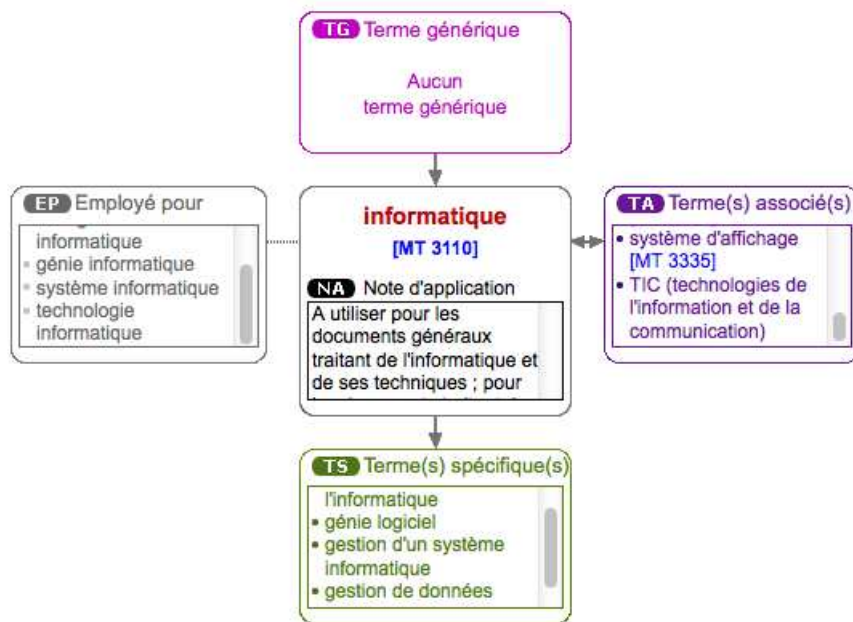 TG Terme générique
Aucun
terme générique
EP Employé pour
informatique
génie informatique
système informatique
technologie
informatique
informatique
[MT 3110]
NA Note d'application
A utiliser pour les
documents généraux
traitant de l'informatique et
de ses techniques ; pour
TA Terme(s) associé(s)
système d'affichage
[MT 3335]
TIC (technologies de
l'information et de la
communication)
TS Terme(s) spécifique(s)
l'informatique
génie logiciel
gestion d'un système
informatique
gestion de données